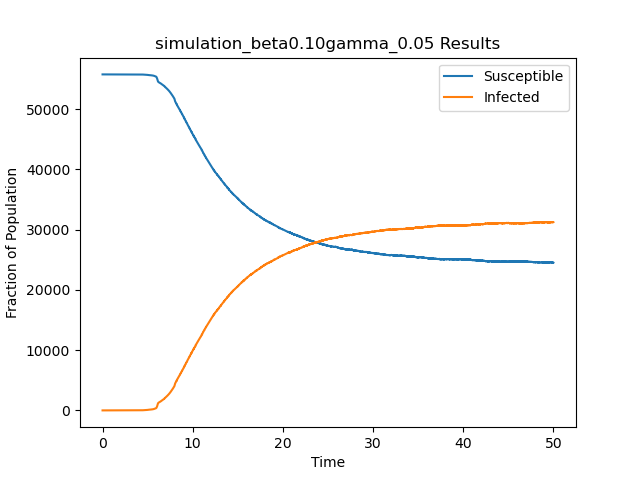 simulation_beta0.10gamma_0.05 Results
Susceptible
Infected
Fraction of Population
50000
40000
30000
20000
10000
0
0 10 20 30 40 50
Time